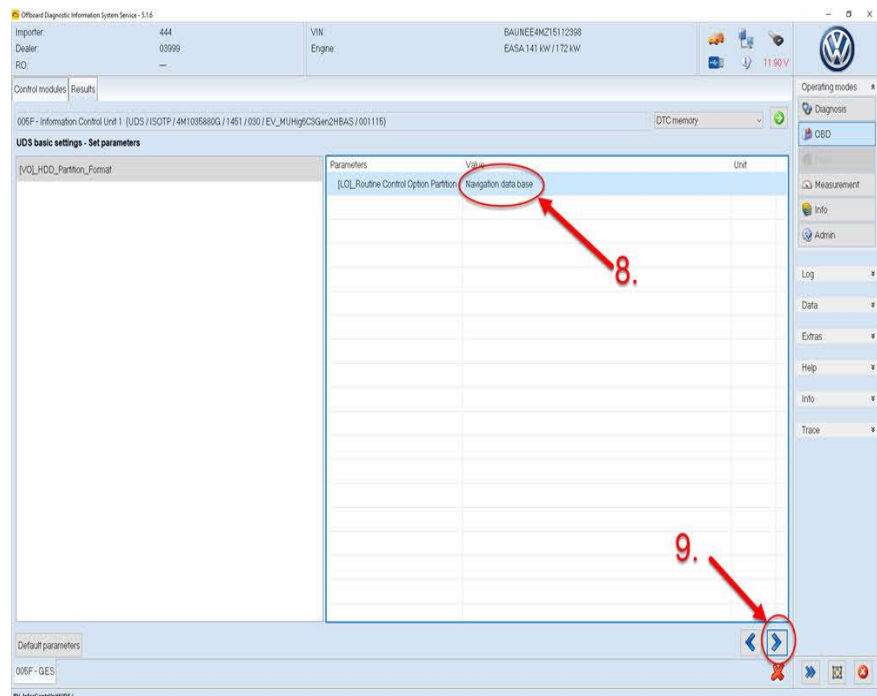 Offboard Diagnostic Information System Service - 5.1.6
Importer: 444 VIN: BAUNEE4MZ15112398
Dealer: 03999 Engine: EASA 141 kW / 172 kW
RO: ---
11.90 V
Control modules Results
Operating modes
005F - Information Control Unit 1 (UDS / ISOTP / 4M1035880G / 1451 / 030 / EV_MUHig6C3Gen2HBAS / 001115)
DTC memory
Diagnosis
UDS basic settings - Set parameters
OBD
[VO]_HDD_Partition_Format
Parameters Value Unit
[LO]_Routine Control Option Partition Navigation data base
Measurement
Info
Admin
8.
Log
Data
Extras
Help
Info
Trace
9.
Default parameters
005F - GES